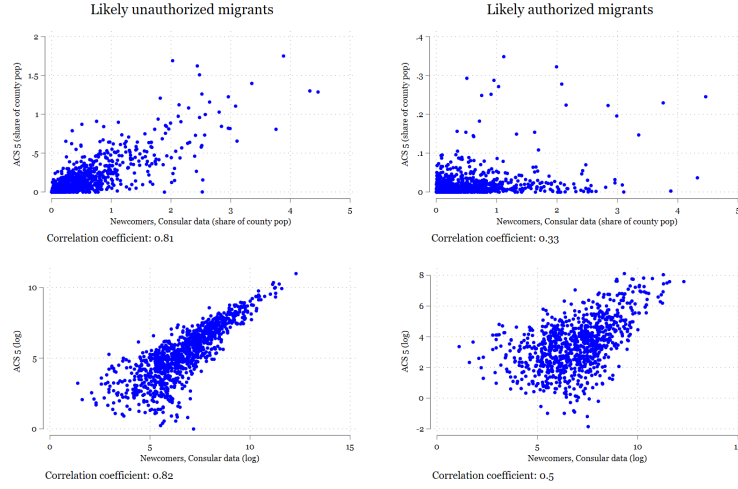 Likely unauthorized migrants
Likely authorized migrants
ACS 5 (share of county pop)
2
1.5
1
.5
0
0
1
2
3
4
5
Newcomers, Consular data (share of county pop)
Correlation coefficient: 0.81
ACS 5 (share of county pop)
.4
.3
.2
.1
0
0
1
2
3
4
5
Newcomers, Consular data (share of county pop)
Correlation coefficient: 0.33
ACS 5 (log)
10
5
0
0
5
10
15
Newcomers, Consular data (log)
Correlation coefficient: 0.82
ACS 5 (log)
8
6
4
2
0
-2
0
5
10
Newcomers, Consular data (log)
Correlation coefficient: 0.5